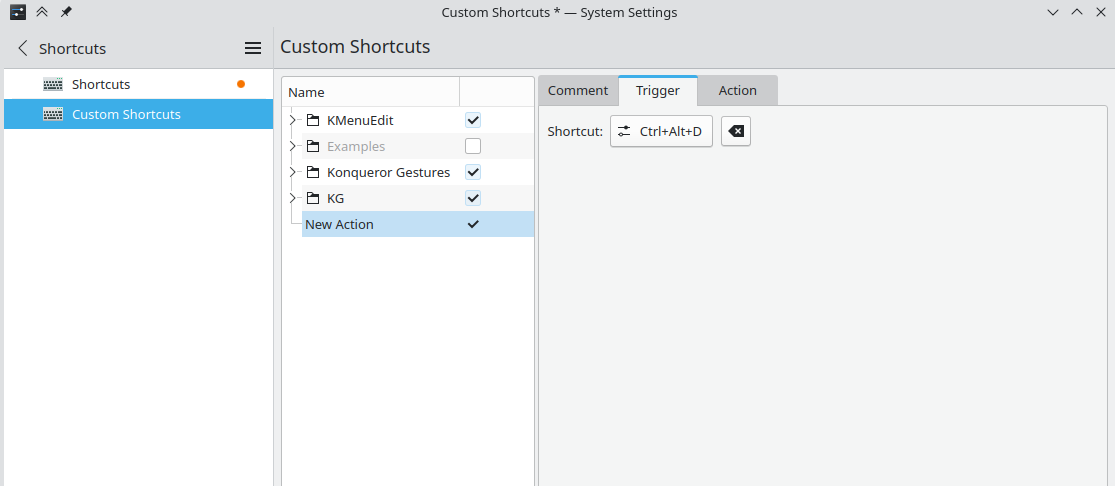 Custom Shortcuts * — System Settings
Shortcuts
Custom Shortcuts
Shortcuts
Custom Shortcuts
Name
KMenuEdit
Examples
Konqueror Gestures
KG
New Action
Comment Trigger Action
Shortcut: Ctrl+Alt+D